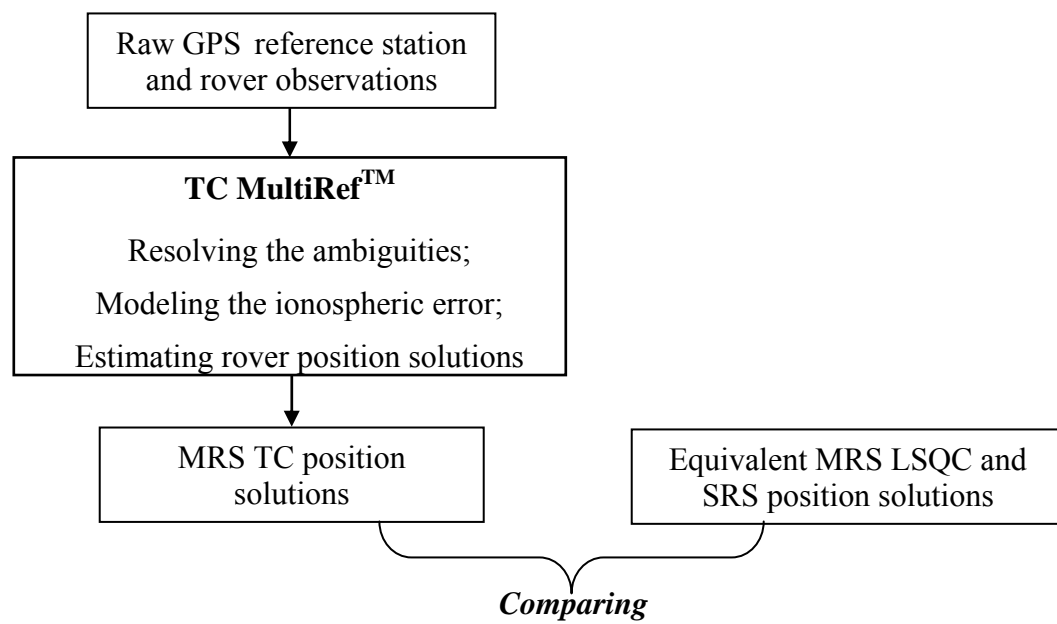 Raw GPS reference station
and rover observations
TC MultiRef™
Resolving the ambiguities;
Modeling the ionospheric error;
Estimating rover position solutions
MRS TC position
solutions
Equivalent MRS LSQC and
SRS position solutions
Comparing